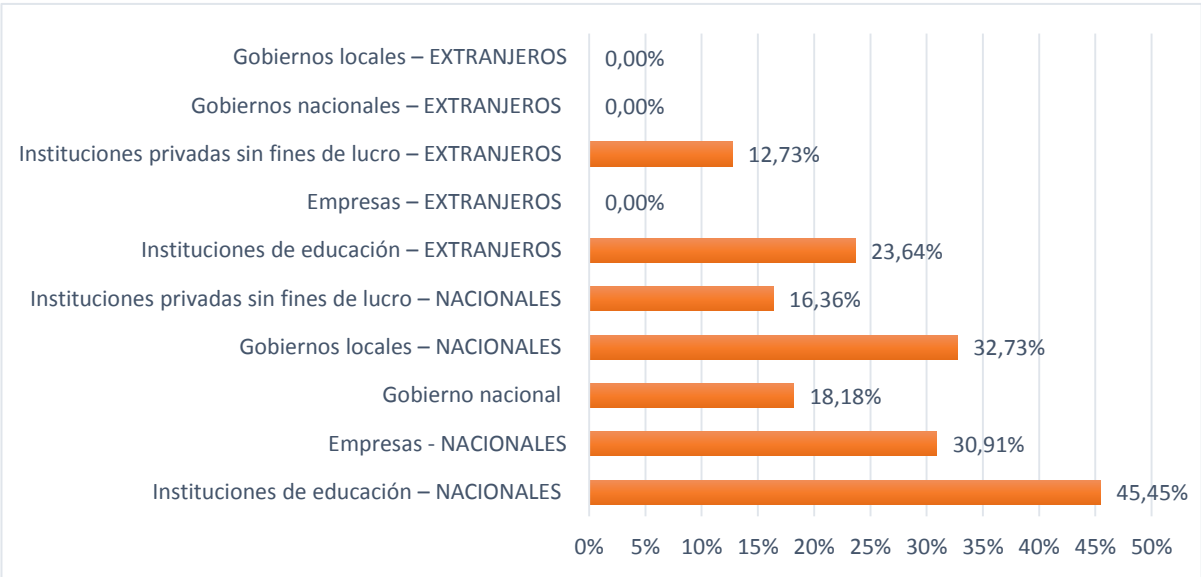 Gobiernos locales – EXTRANJEROS 0,00%
Gobiernos nacionales – EXTRANJEROS 0,00%
Instituciones privadas sin fines de lucro – EXTRANJEROS 12,73%
Empresas – EXTRANJEROS 0,00%
Instituciones de educación – EXTRANJEROS 23,64%
Instituciones privadas sin fines de lucro – NACIONALES 16,36%
Gobiernos locales – NACIONALES 32,73%
Gobierno nacional 18,18%
Empresas - NACIONALES 30,91%
Instituciones de educación – NACIONALES 45,45%
0% 5% 10% 15% 20% 25% 30% 35% 40% 45% 50%